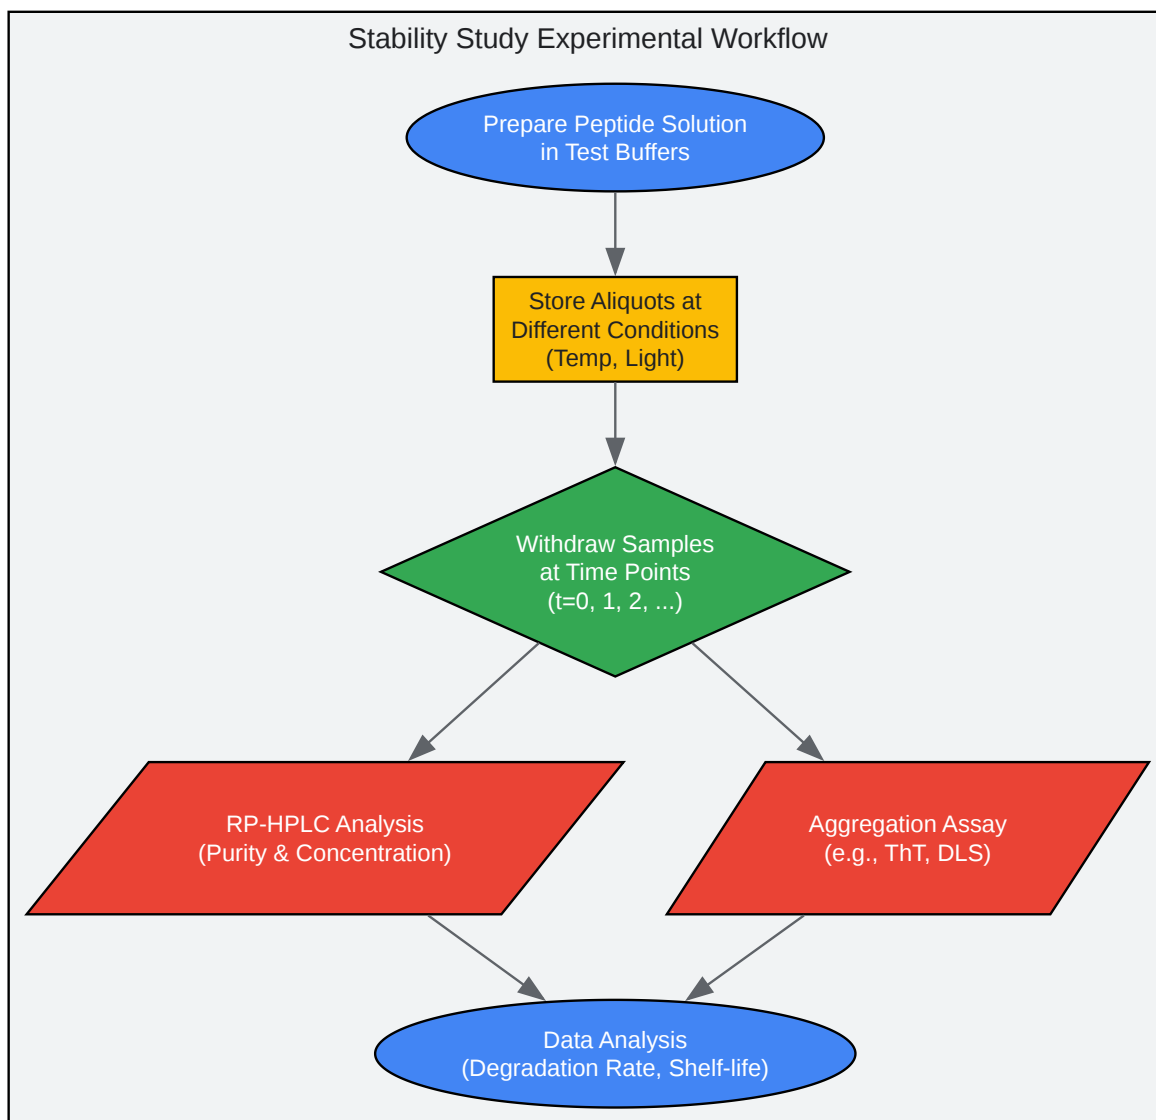 Stability Study Experimental Workflow
Prepare Peptide Solution
in Test Buffers
Store Aliquots at
Different Conditions
(Temp, Light)
Withdraw Samples
at Time Points
(t=0, 1, 2, ...)
RP-HPLC Analysis
(Purity & Concentration)
Aggregation Assay
(e.g., ThT, DLS)
Data Analysis
(Degradation Rate, Shelf-life)